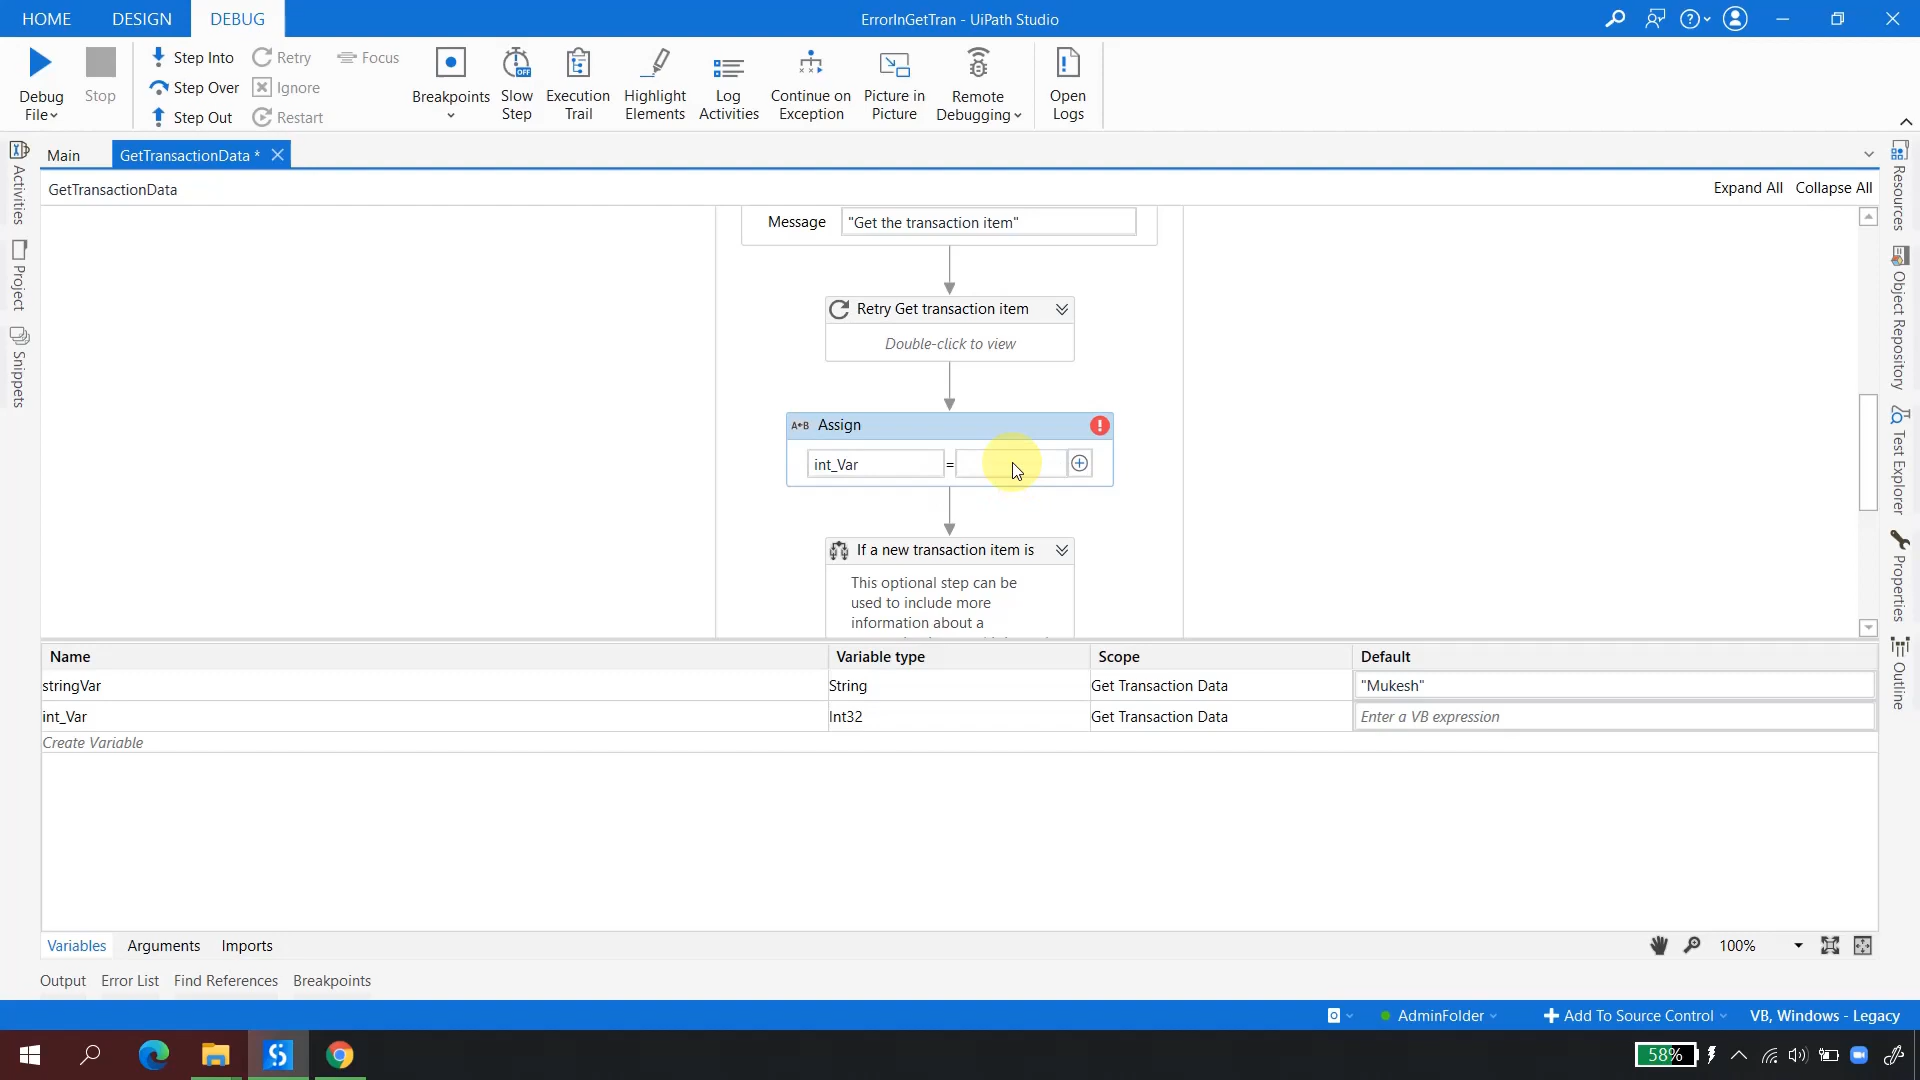 HOME DESIGN DEBUG
ErrorInGetTran - UiPath Studio
Debug
File
Stop
Step Into
Step Over
Step Out
Retry
Ignore
Restart
Focus
Breakpoints
Slow
Step
OFF
Execution
Trail
Highlight
Elements
Log
Activities
Continue on
Exception
Picture in
Picture
Remote
Debugging
Open
Logs
Main
GetTransactionData *
GetTransactionData
Expand All Collapse All
Activities
Project
Snippets
Message "Get the transaction item"
Retry Get transaction item
Double-click to view
A+B Assign
int_Var =
If a new transaction item is
This optional step can be
used to include more
information about a
Resources
Object Repository
Test Explorer
Properties
Outline
Name Variable type Scope Default
stringVar String Get Transaction Data "Mukesh"
int_Var Int32 Get Transaction Data Enter a VB expression
Create Variable
Variables Arguments Imports
100%
Output Error List Find References Breakpoints
AdminFolder
Add To Source Control
VB, Windows - Legacy
58%